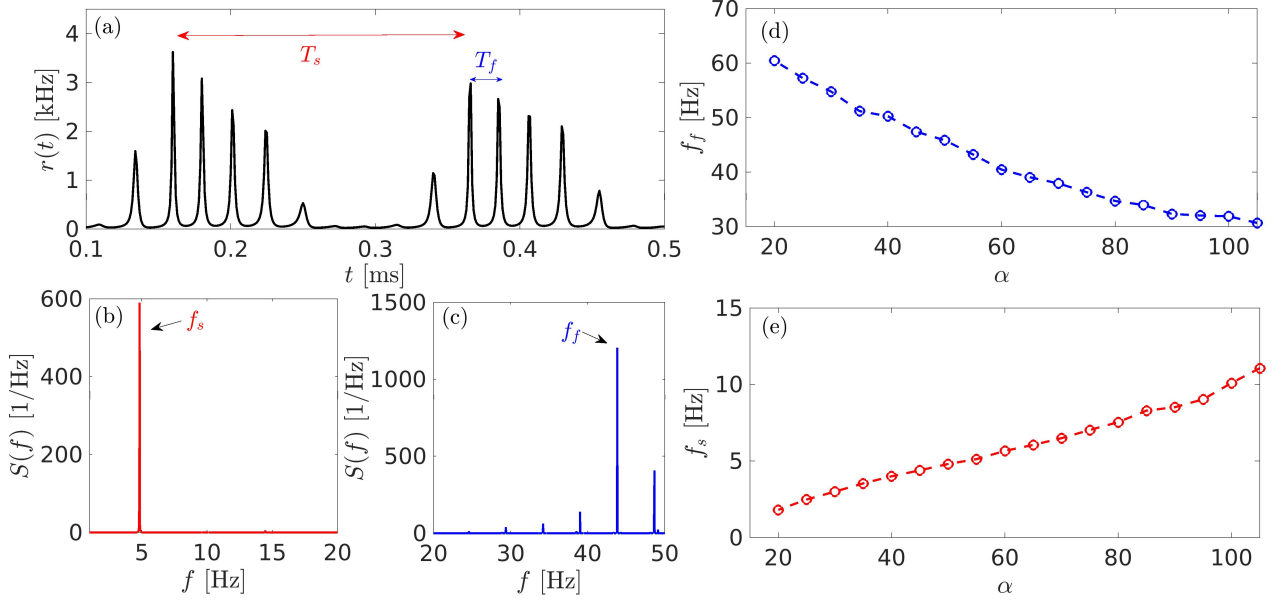 (a)
r(t) [kHz]
4
3
2
1
0
T_s
T_f
0.1 0.2 0.3 0.4 0.5
t [ms]
(b)
S(f) [1/Hz]
600
400
200
0
f_s
5 10 15 20
f [Hz]
(c)
S(f) [1/Hz]
1500
1000
500
0
f_f
20 30 40 50
f [Hz]
(d)
f_f [Hz]
70
60
50
40
30
20 40 60 80 100
α
(e)
f_s [Hz]
15
10
5
0
20 40 60 80 100
α